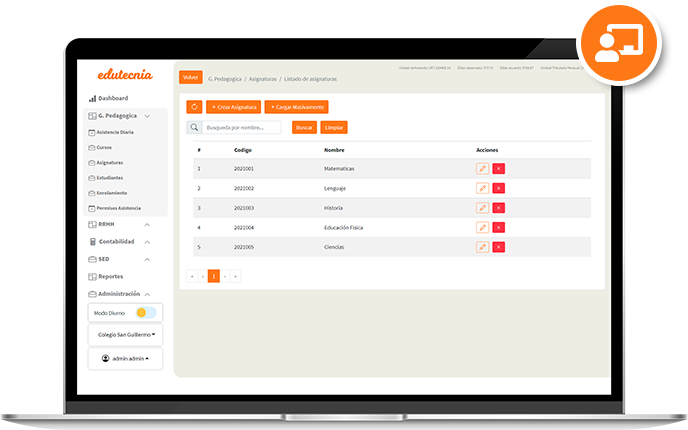 edutecnia
Volver
G. Pedagogica / Asignaturas / Listado de asignaturas
Dashboard
G. Pedagogica
Asistencia Diaria
Cursos
Asignaturas
Estudiantes
Enrolamiento
Permisos Asistencia
RRHH
Contabilidad
SED
Reportes
Administración
Modo Diurno
Colegio San Guillermo
admin admin
+ Crear Asignatura
+ Cargar Masivamente
Busqueda por nombre...
Buscar
Limpiar
# Codigo Nombre Acciones
1 2021001 Matematicas
2 2021002 Lenguaje
3 2021003 Historia
4 2021004 Educación Fisica
5 2021005 Ciencias
« ‹ 1 › »